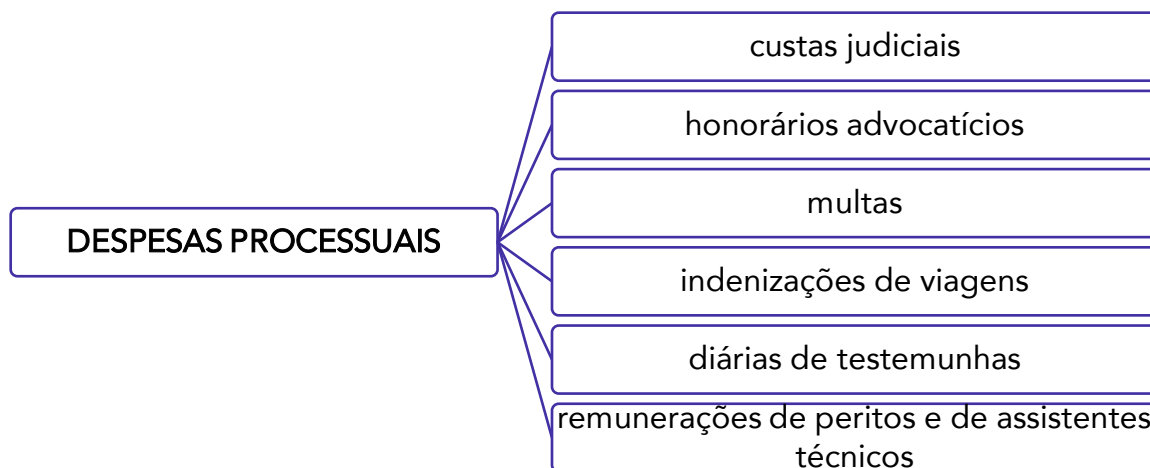 DESPESAS PROCESSUAIS
custas judiciais
honorários advocatícios
multas
indenizações de viagens
diárias de testemunhas
remunerações de peritos e de assistentes
técnicos